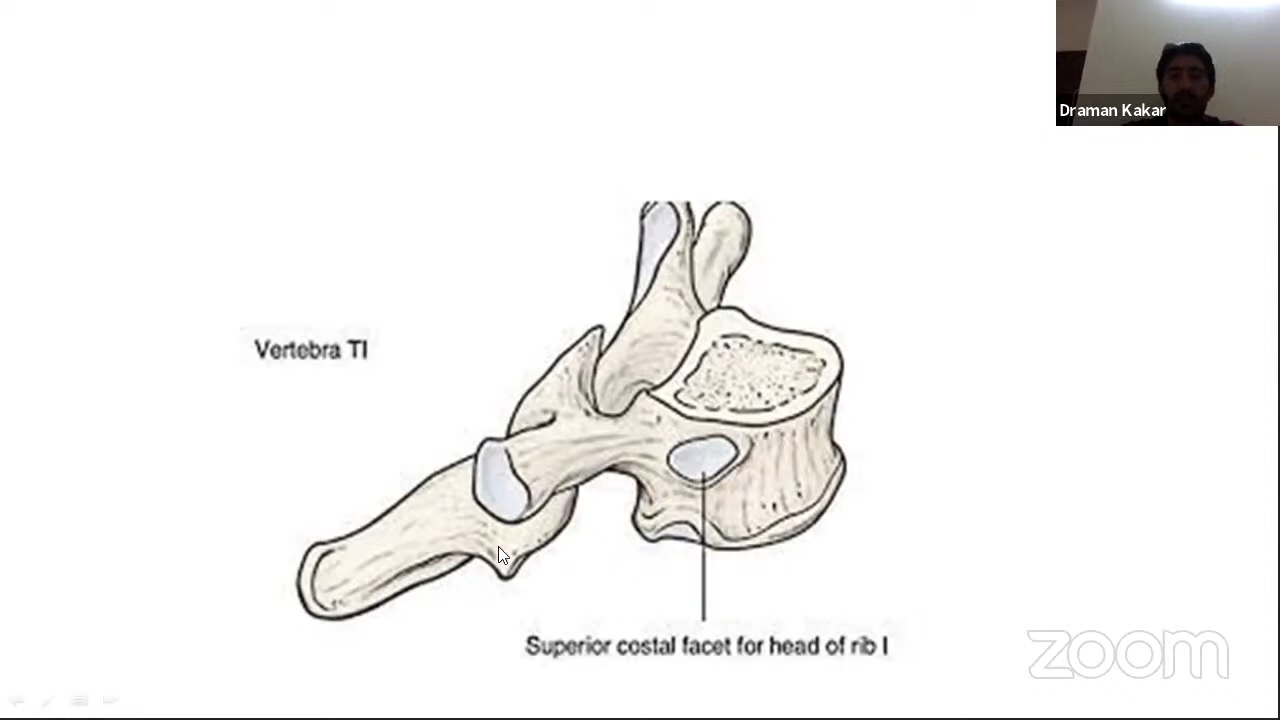 Draman Kakar
Vertebra TI
Superior costal facet for head of rib I
zoom